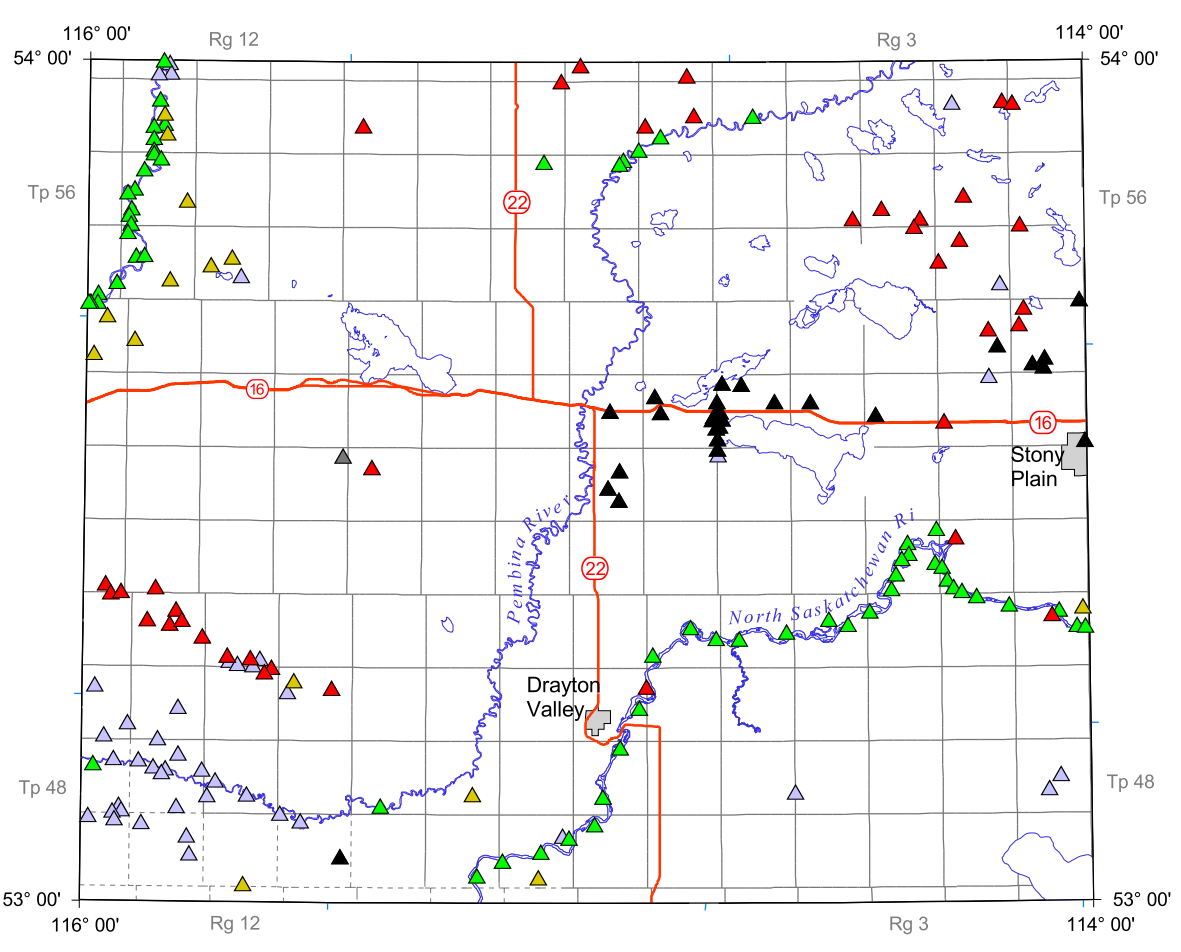 116° 00'
Rg 12
Rg 3
114° 00'
54° 00'
54° 00'
Tp 56
Tp 56
22
16
16
Stony
Plain
Pembina River
22
North Saskatchewan Ri
Drayton
Valley
Tp 48
Tp 48
53° 00'
53° 00'
116° 00'
Rg 12
Rg 3
114° 00'